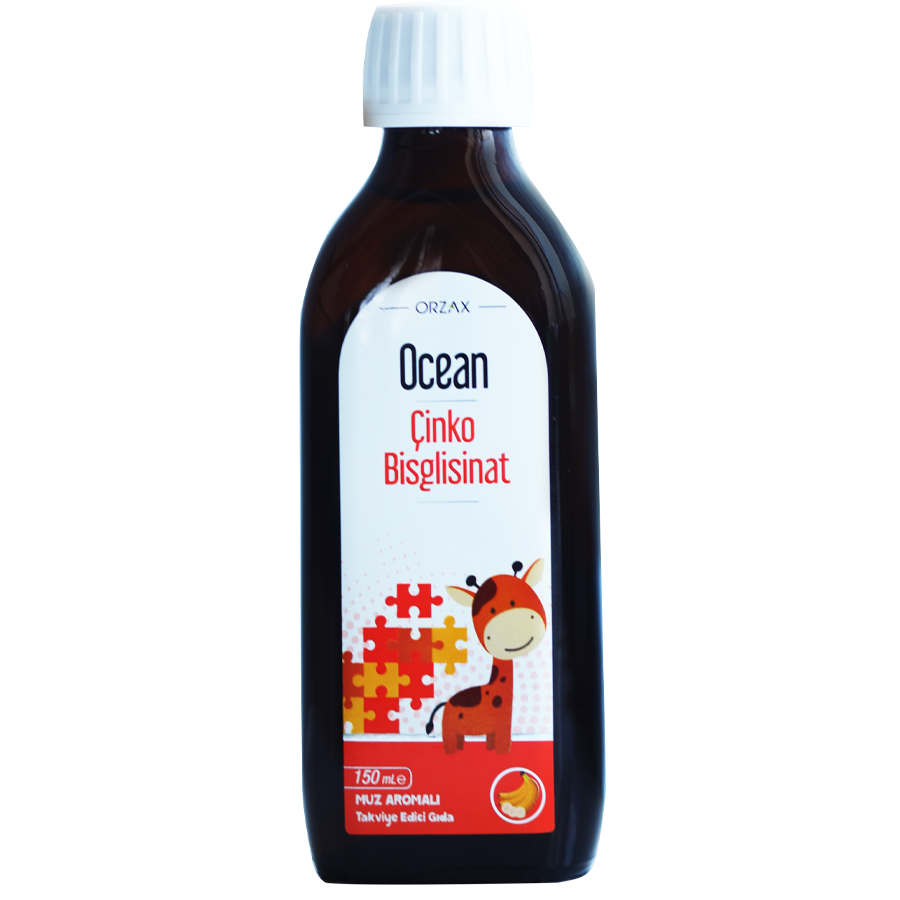 ORZAX
Ocean
Çinko
Bisglisinat
150 mL e
MUZ AROMALI
Takviye Edici Gıda